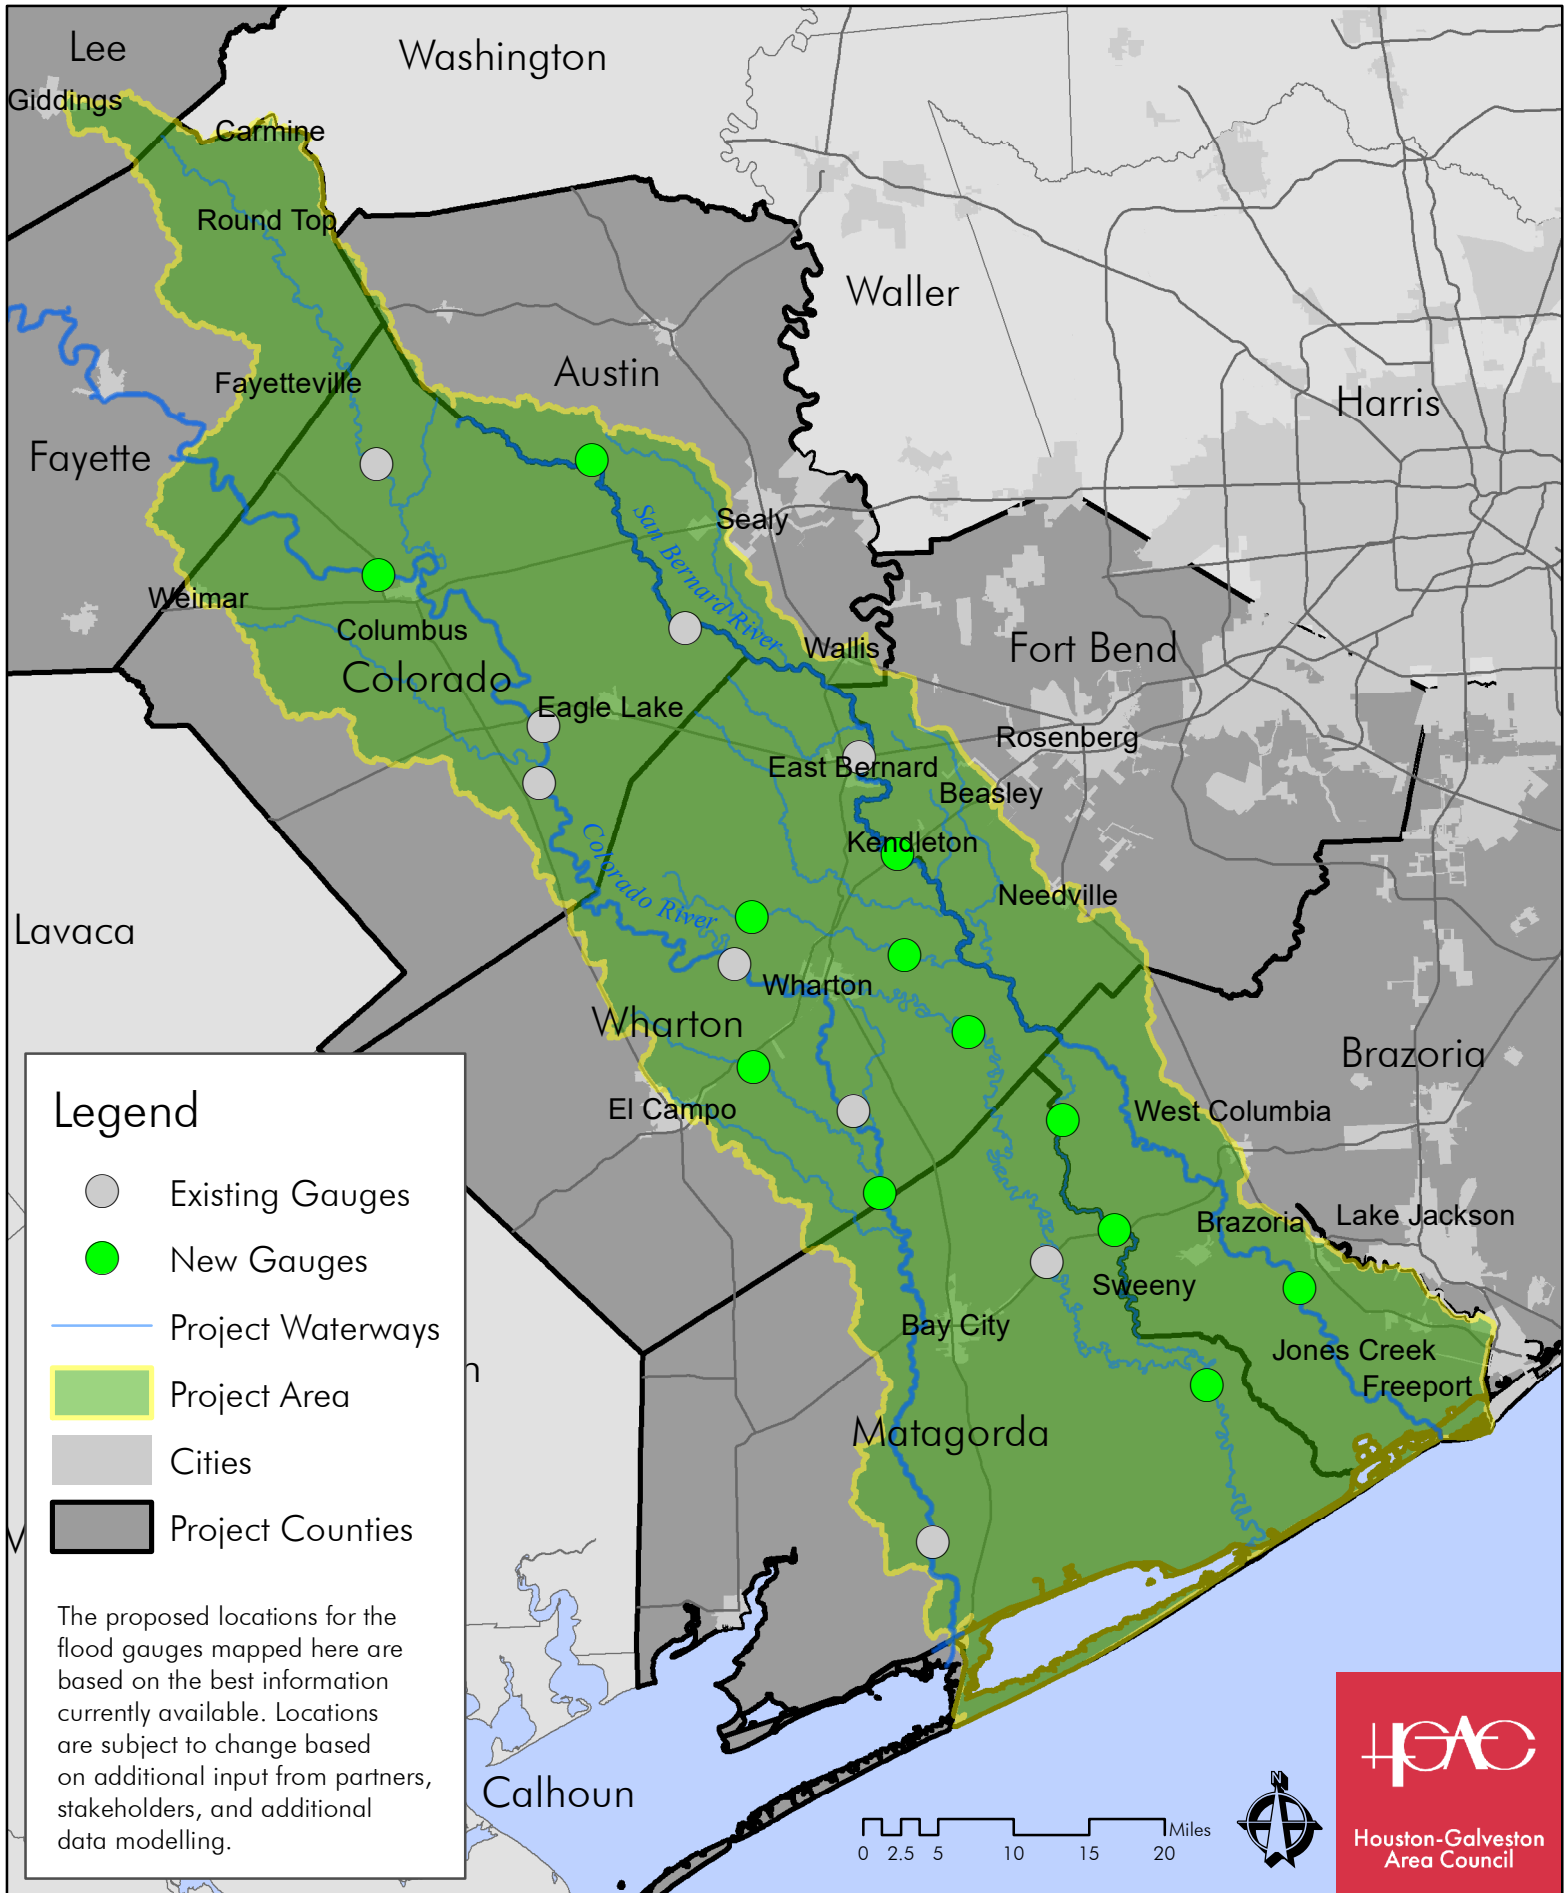 Lee
Washington
Giddings
Carmine
Round Top
Waller
Austin
Fayetteville
Harris
Fayette
San Bernard River
Sealy
Weimar
Columbus
Wallis
Fort Bend
Colorado
Eagle Lake
Rosenberg
East Bernard
Beasley
Colorado River
Kendleton
Needville
Lavaca
Wharton
Wharton
Brazoria
El Campo
West Columbia
Brazoria
Lake Jackson
Sweeny
Bay City
Jones Creek
Freeport
Matagorda
Calhoun
Legend
Existing Gauges
New Gauges
Project Waterways
Project Area
Cities
Project Counties
The proposed locations for the
flood gauges mapped here are
based on the best information
currently available. Locations
are subject to change based
on additional input from partners,
stakeholders, and additional
data modelling.
n
N
Miles
0 2.5 5 10 15 20
HGAC
Houston-Galveston
Area Council